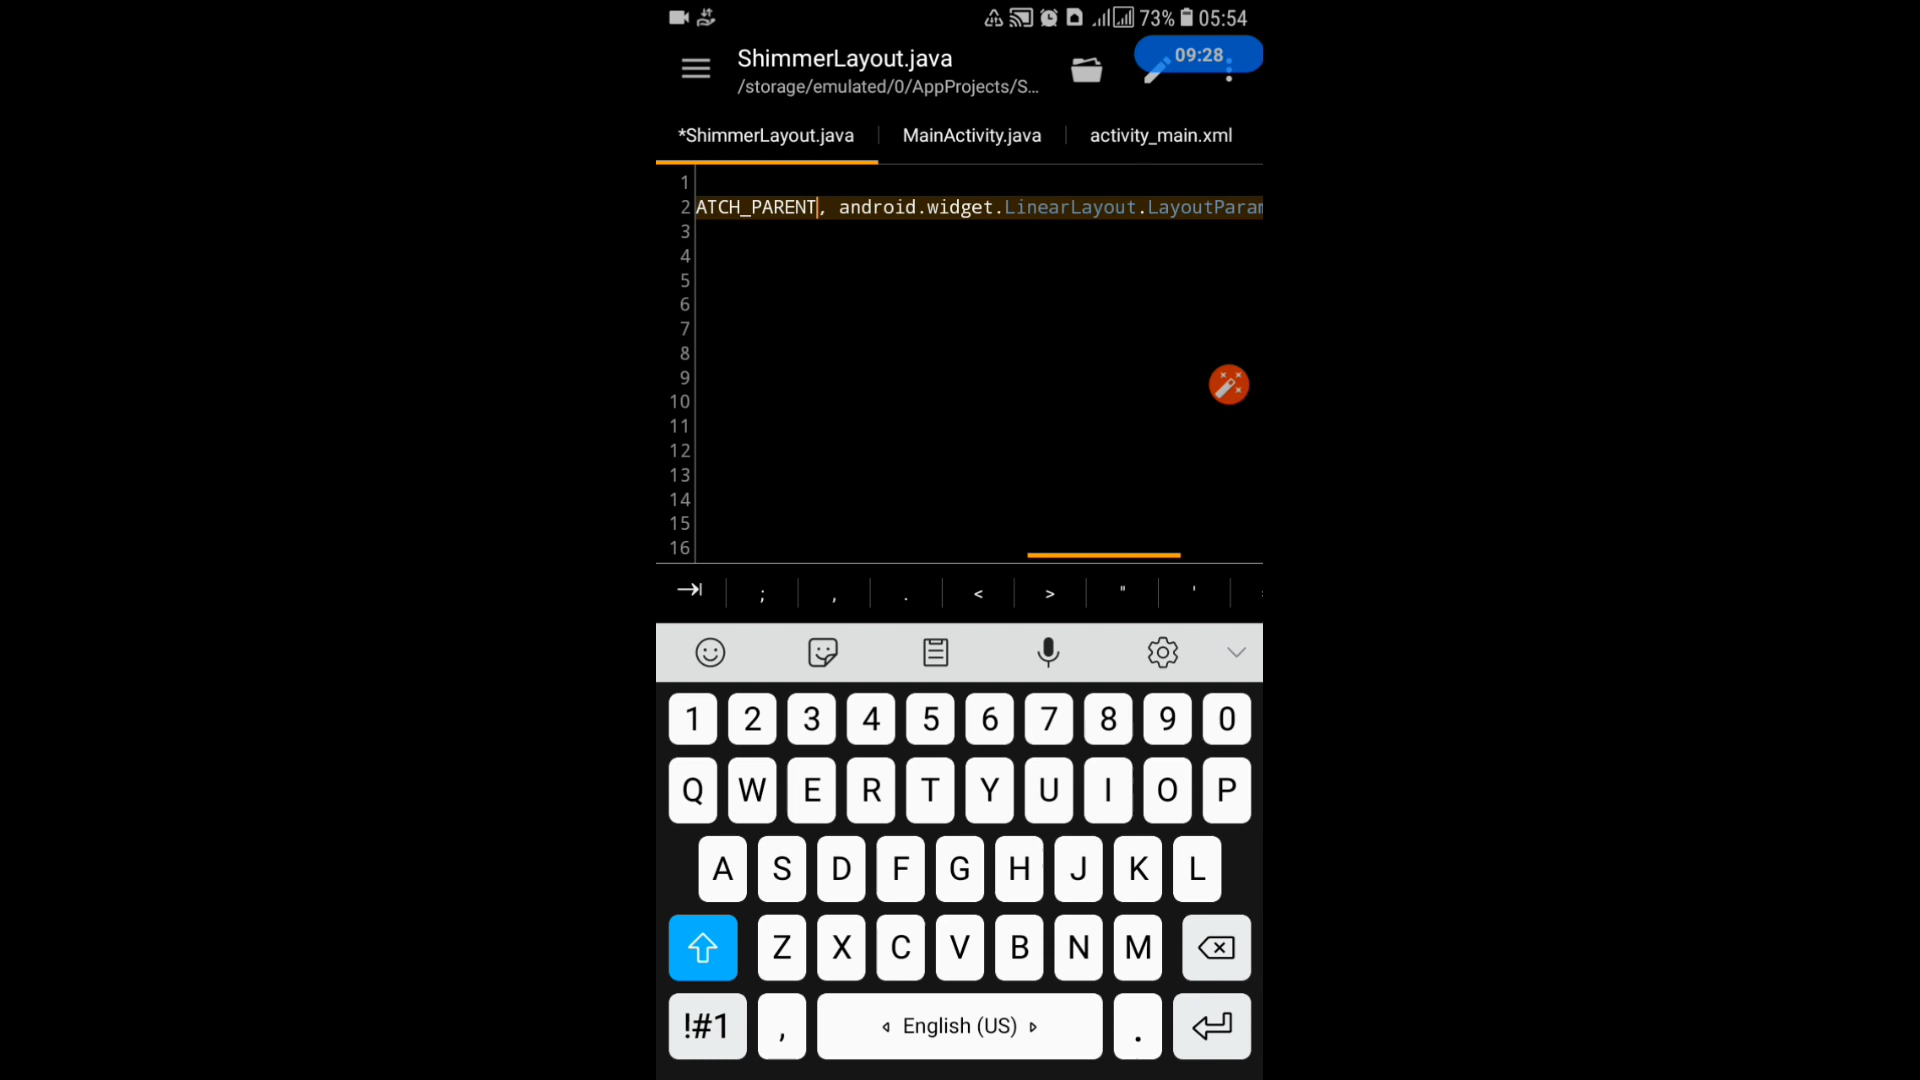 73% 05:54
ShimmerLayout.java
/storage/emulated/0/AppProjects/S...
09:28
*ShimmerLayout.java
MainActivity.java
activity_main.xml
1
2 ATCH_PARENT, android.widget.LinearLayout.LayoutParam
3
4
5
6
7
8
9
10
11
12
13
14
15
16
; , . < > " '
1 2 3 4 5 6 7 8 9 0
Q W E R T Y U I O P
A S D F G H J K L
Z X C V B N M
!#1 , English (US) .